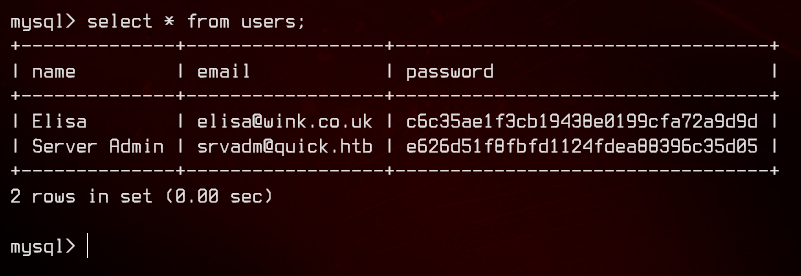 mysql> select * from users;
+--------------+------------------+----------------------------------+
| name         | email            | password                         |
+--------------+------------------+----------------------------------+
| Elisa        | elisa@wink.co.uk | c6c35ae1f3cb19438e0199cfa72a9d9d |
| Server Admin | srvadm@quick.htb | e626d51f8fbfd1124fdea88396c35d05 |
+--------------+------------------+----------------------------------+
2 rows in set (0.00 sec)
mysql>